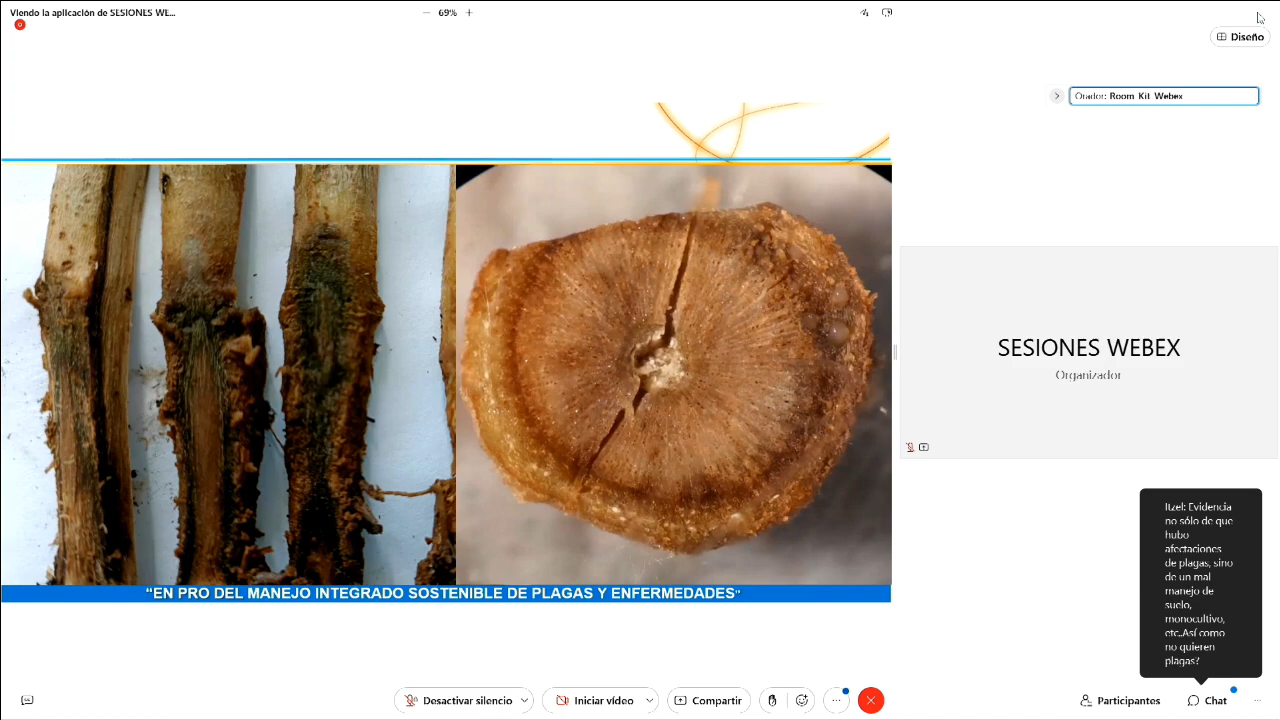 Viendo la aplicación de SESIONES WE...
69%
Diseño
Orador: Room Kit Webex
SESIONES WEBEX
Organizador
Itzel: Evidencia
no sólo de que
hubo
afectaciones
de plagas, sino
de un mal
manejo de
suelo,
monocultivo,
etc..Así como
no quieren
plagas?
“EN PRO DEL MANEJO INTEGRADO SOSTENIBLE DE PLAGAS Y ENFERMEDADES”
Desactivar silencio
Iniciar vídeo
Compartir
Participantes
Chat